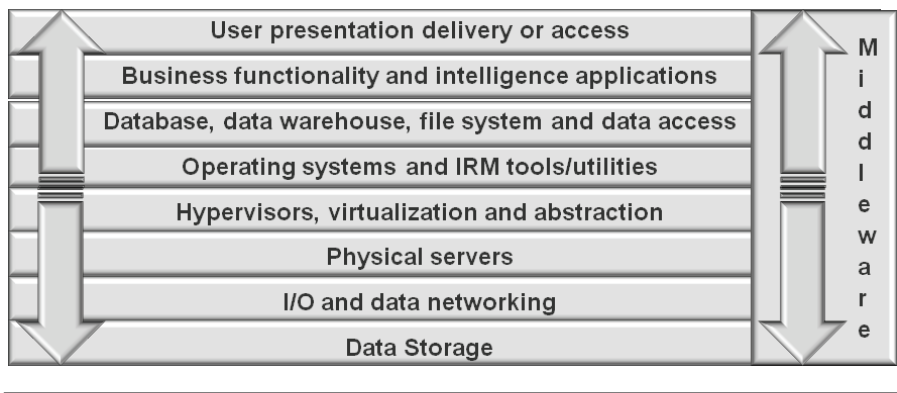 User presentation delivery or access
Business functionality and intelligence applications
Database, data warehouse, file system and data access
Operating systems and IRM tools/utilities
Hypervisors, virtualization and abstraction
Physical servers
I/O and data networking
Data Storage
Middleware